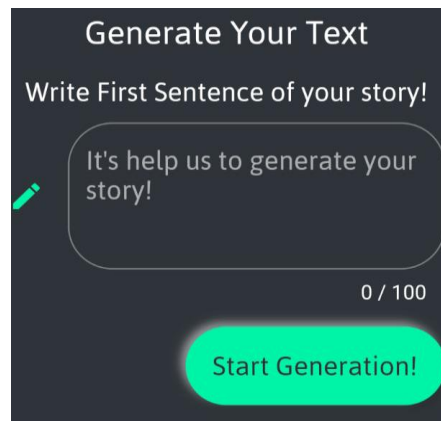 Generate Your Text
Write First Sentence of your story!
It's help us to generate your
story!
0 / 100
Start Generation!